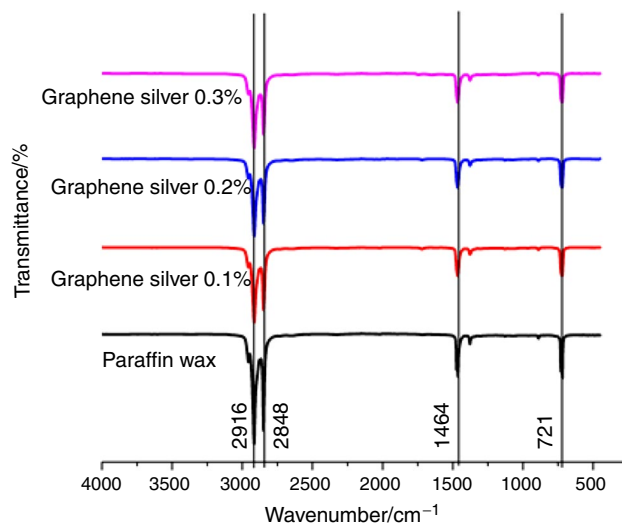 Transmittance/%
Graphene silver 0.3%
Graphene silver 0.2%
Graphene silver 0.1%
Paraffin wax
2916
2848
1464
721
4000 3500 3000 2500 2000 1500 1000 500
Wavenumber/cm⁻¹